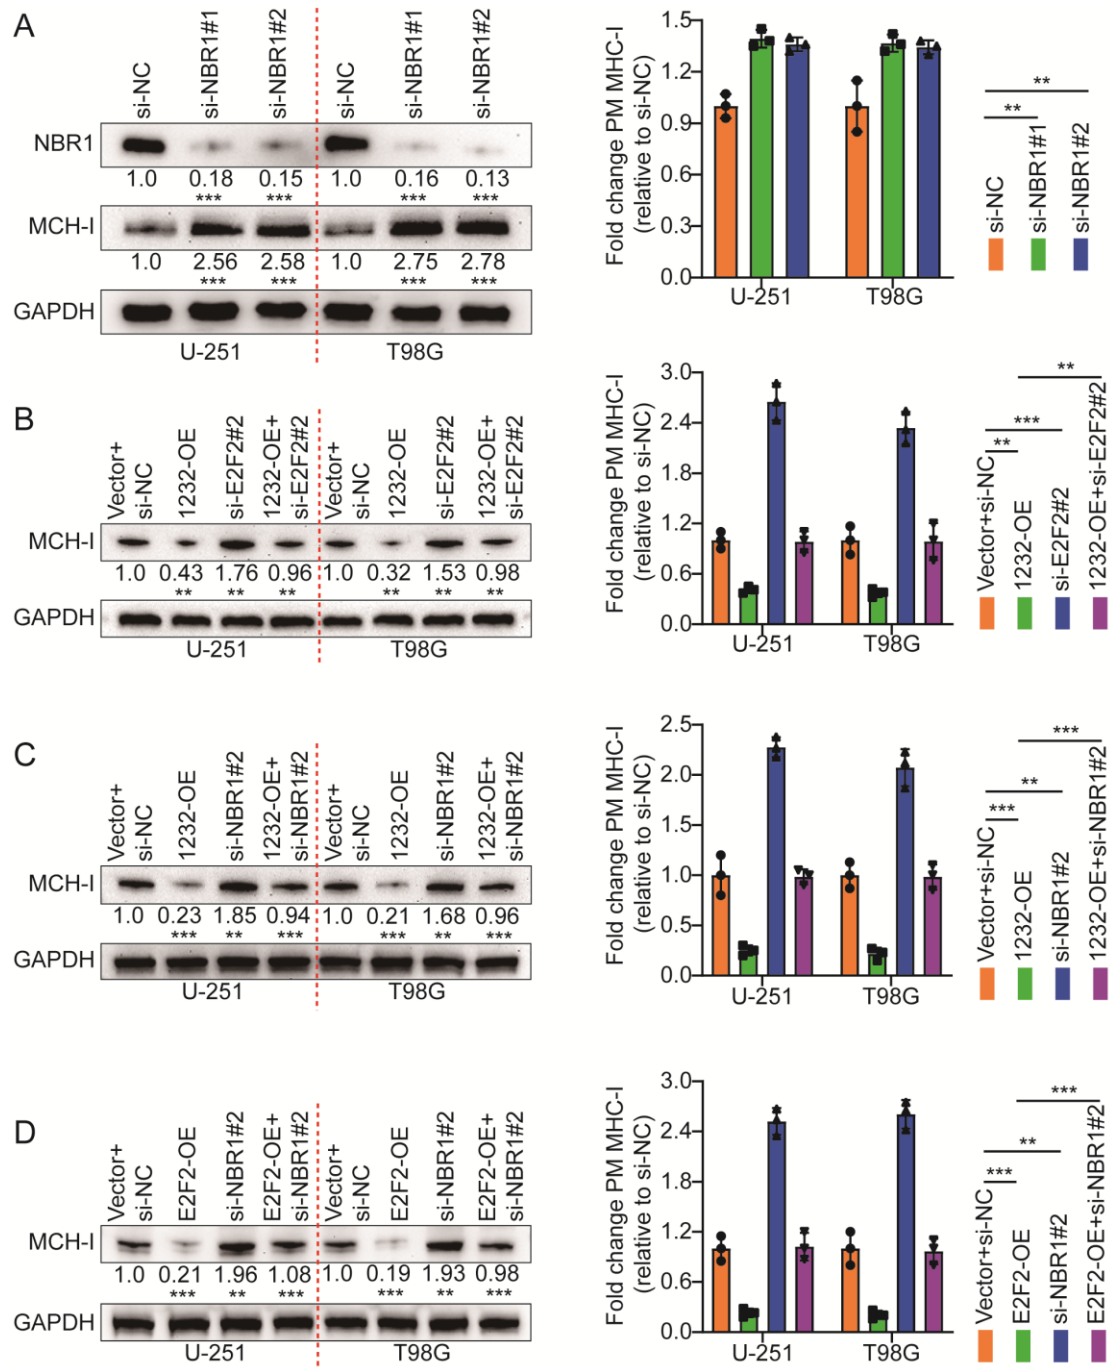 A
si-NC
si-NBR1#1
si-NBR1#2
si-NC
si-NBR1#1
si-NBR1#2
NBR1
1.0 0.18 0.15 1.0 0.16 0.13
*** *** *** ***
MCH-I
1.0 2.56 2.58 1.0 2.75 2.78
*** *** *** ***
GAPDH
U-251 T98G
Fold change PM MHC-I
(relative to si-NC)
1.5
1.2
0.9
0.6
0.3
0.0
U-251 T98G
**
**
si-NC
si-NBR1#1
si-NBR1#2
B
Vector+
si-NC
1232-OE
si-E2F2#2
1232-OE+
si-E2F2#2
Vector+
si-NC
1232-OE
si-E2F2#2
1232-OE+
si-E2F2#2
MCH-I
1.0 0.43 1.76 0.96 1.0 0.32 1.53 0.98
** ** ** ** ** **
GAPDH
U-251 T98G
Fold change PM MHC-I
(relative to si-NC)
3.0
2.4
1.8
1.2
0.6
0.0
U-251 T98G
**
***
**
Vector+si-NC
1232-OE
si-E2F2#2
1232-OE+si-E2F2#2
C
Vector+
si-NC
1232-OE
si-NBR1#2
1232-OE+
si-NBR1#2
Vector+
si-NC
1232-OE
si-NBR1#2
1232-OE+
si-NBR1#2
MCH-I
1.0 0.23 1.85 0.94 1.0 0.21 1.68 0.96
*** ** *** *** ** ***
GAPDH
U-251 T98G
Fold change PM MHC-I
(relative to si-NC)
2.5
2.0
1.5
1.0
0.5
0.0
U-251 T98G
***
**
***
Vector+si-NC
1232-OE
si-NBR1#2
1232-OE+si-NBR1#2
D
Vector+
si-NC
E2F2-OE
si-NBR1#2
E2F2-OE+
si-NBR1#2
Vector+
si-NC
E2F2-OE
si-NBR1#2
E2F2-OE+
si-NBR1#2
MCH-I
1.0 0.21 1.96 1.08 1.0 0.19 1.93 0.98
*** ** *** *** ** ***
GAPDH
U-251 T98G
Fold change PM MHC-I
(relative to si-NC)
3.0
2.4
1.8
1.2
0.6
0.0
U-251 T98G
***
**
***
Vector+si-NC
E2F2-OE
si-NBR1#2
E2F2-OE+si-NBR1#2